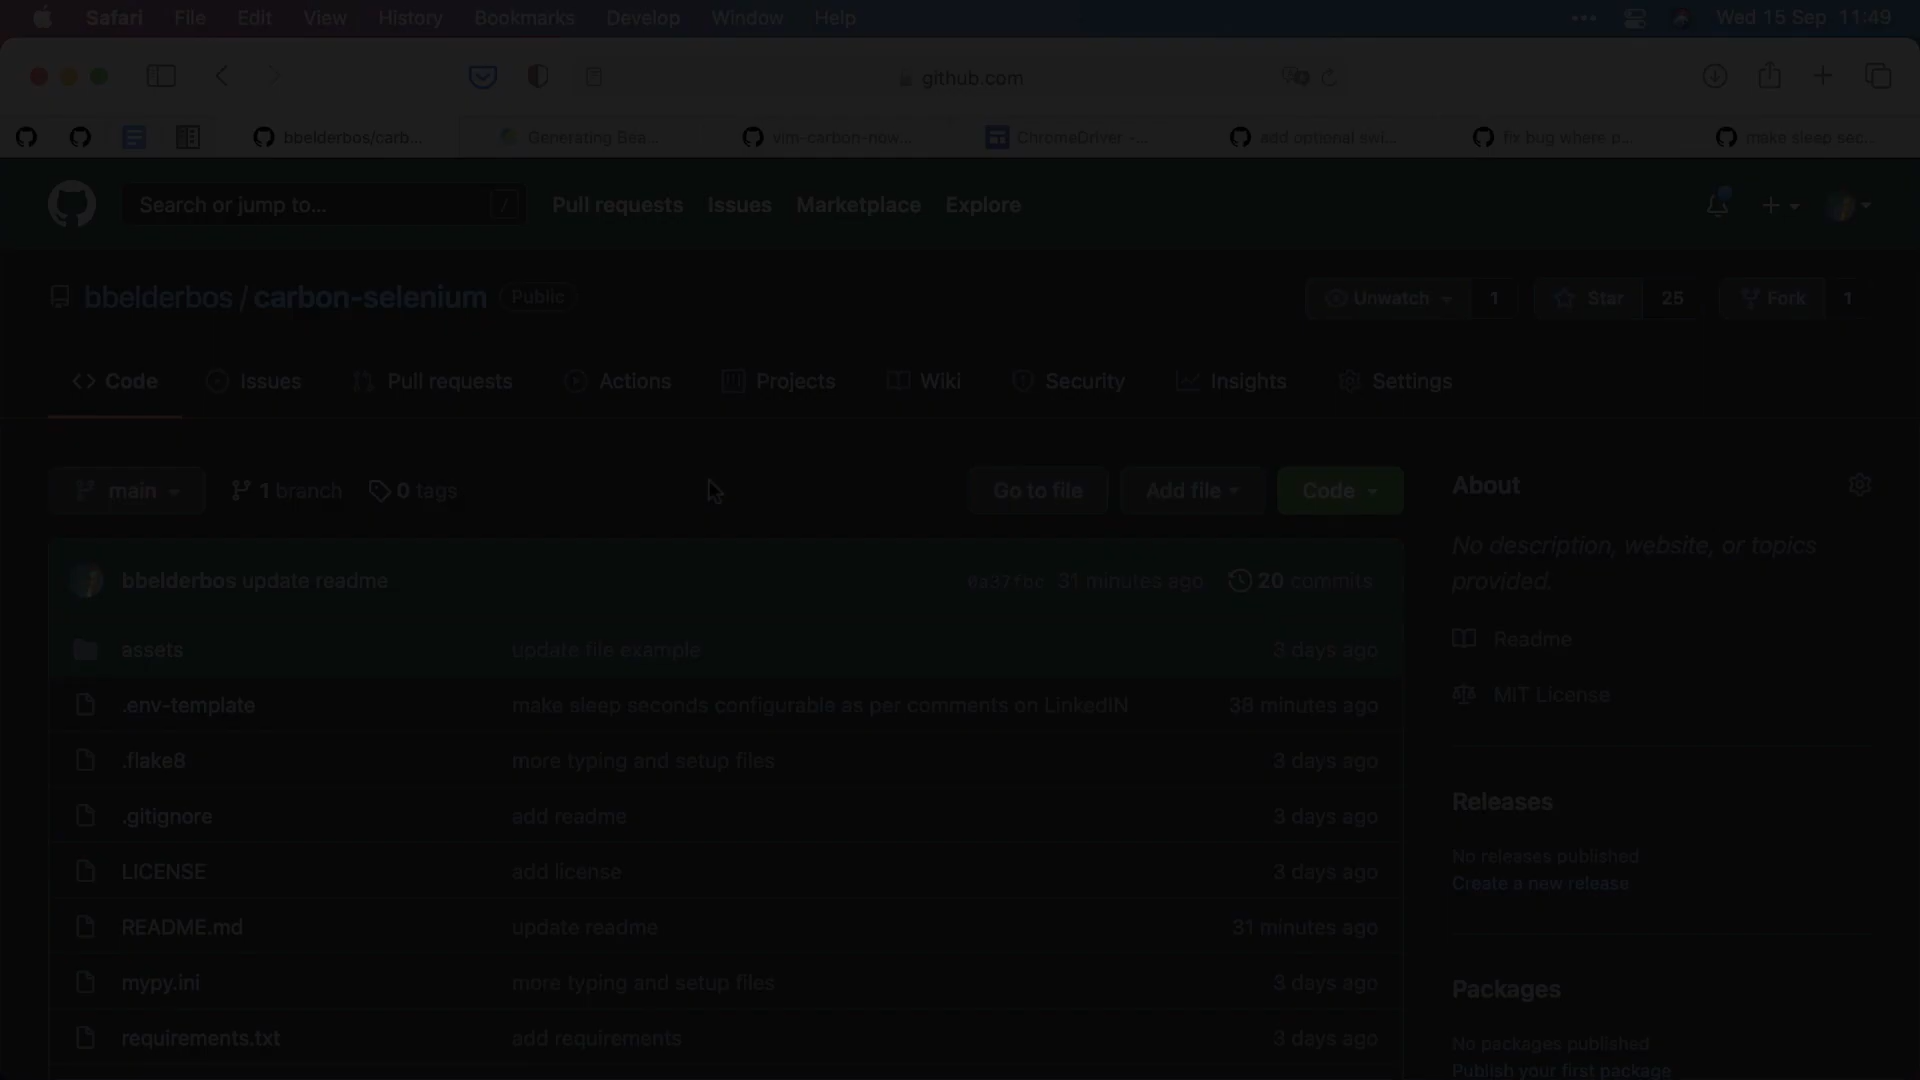 Safari File Edit View History Bookmarks Develop Window Help Wed 15 Sep 11:49
github.com
bbelderbos/carb... Generating Bea... vim-carbon-now... ChromeDriver -... add optional swi... fix bug where p... make sleep sec...
Search or jump to... / Pull requests Issues Marketplace Explore
bbelderbos / carbon-selenium Public Unwatch 1 Star 25 Fork 1
Code Issues Pull requests Actions Projects Wiki Security Insights Settings
main 1 branch 0 tags Go to file Add file Code
About
No description, website, or topics
provided.
Readme
MIT License
Releases
No releases published
Create a new release
Packages
No packages published
Publish your first package
bbelderbos update readme 0a37fbc 31 minutes ago 20 commits
assets update file example 3 days ago
.env-template make sleep seconds configurable as per comments on LinkedIN 38 minutes ago
.flake8 more typing and setup files 3 days ago
.gitignore add readme 3 days ago
LICENSE add license 3 days ago
README.md update readme 31 minutes ago
mypy.ini more typing and setup files 3 days ago
requirements.txt add requirements 3 days ago